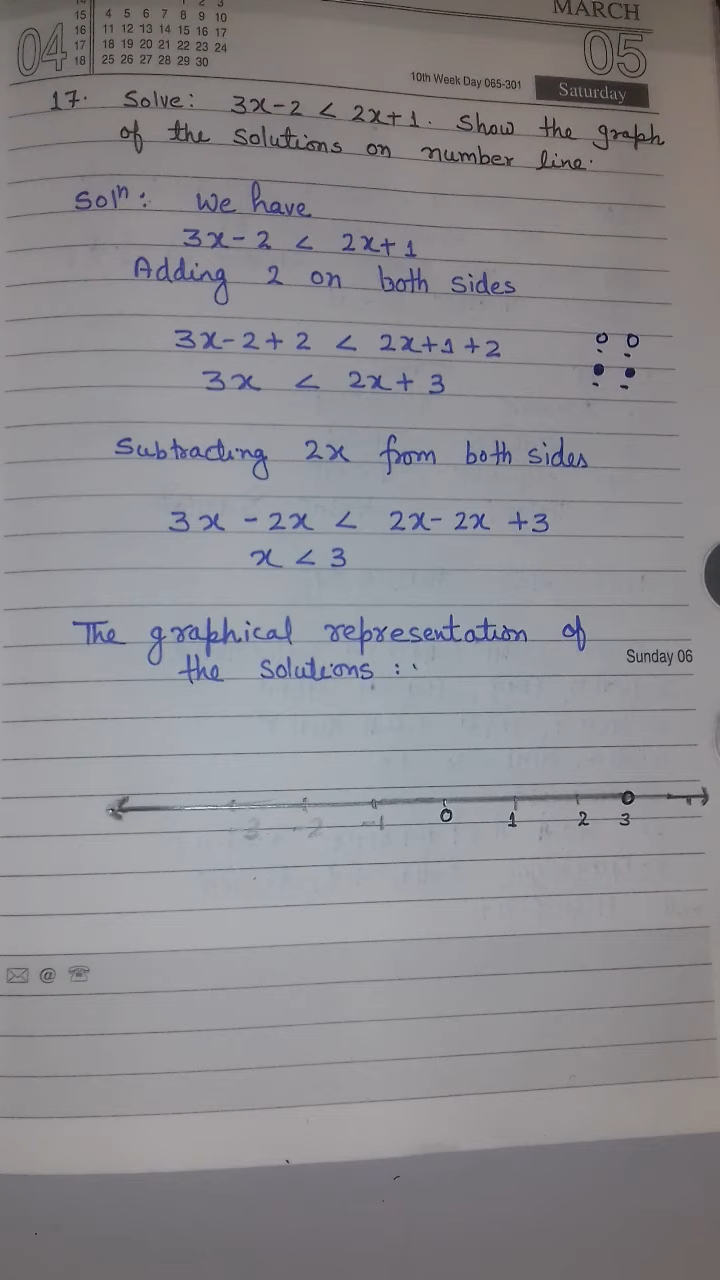 MARCH
04
1 2 3
15 4 5 6 7 8 9 10
16 11 12 13 14 15 16 17
17 18 19 20 21 22 23 24
18 25 26 27 28 29 30
05
10th Week Day 065-301
Saturday
17. Solve: 3x-2 < 2x+1. Show the graph
of the solutions on number line.
Solⁿ: We have
3x-2 < 2x+1
Adding 2 on both sides
3x-2+2 < 2x+1+2
3x < 2x+3
Subtracting 2x from both sides
3x-2x < 2x-2x+3
x < 3
The graphical representation of
the solutions :
Sunday 06
-3 -2 -1 0 1 2 3
@